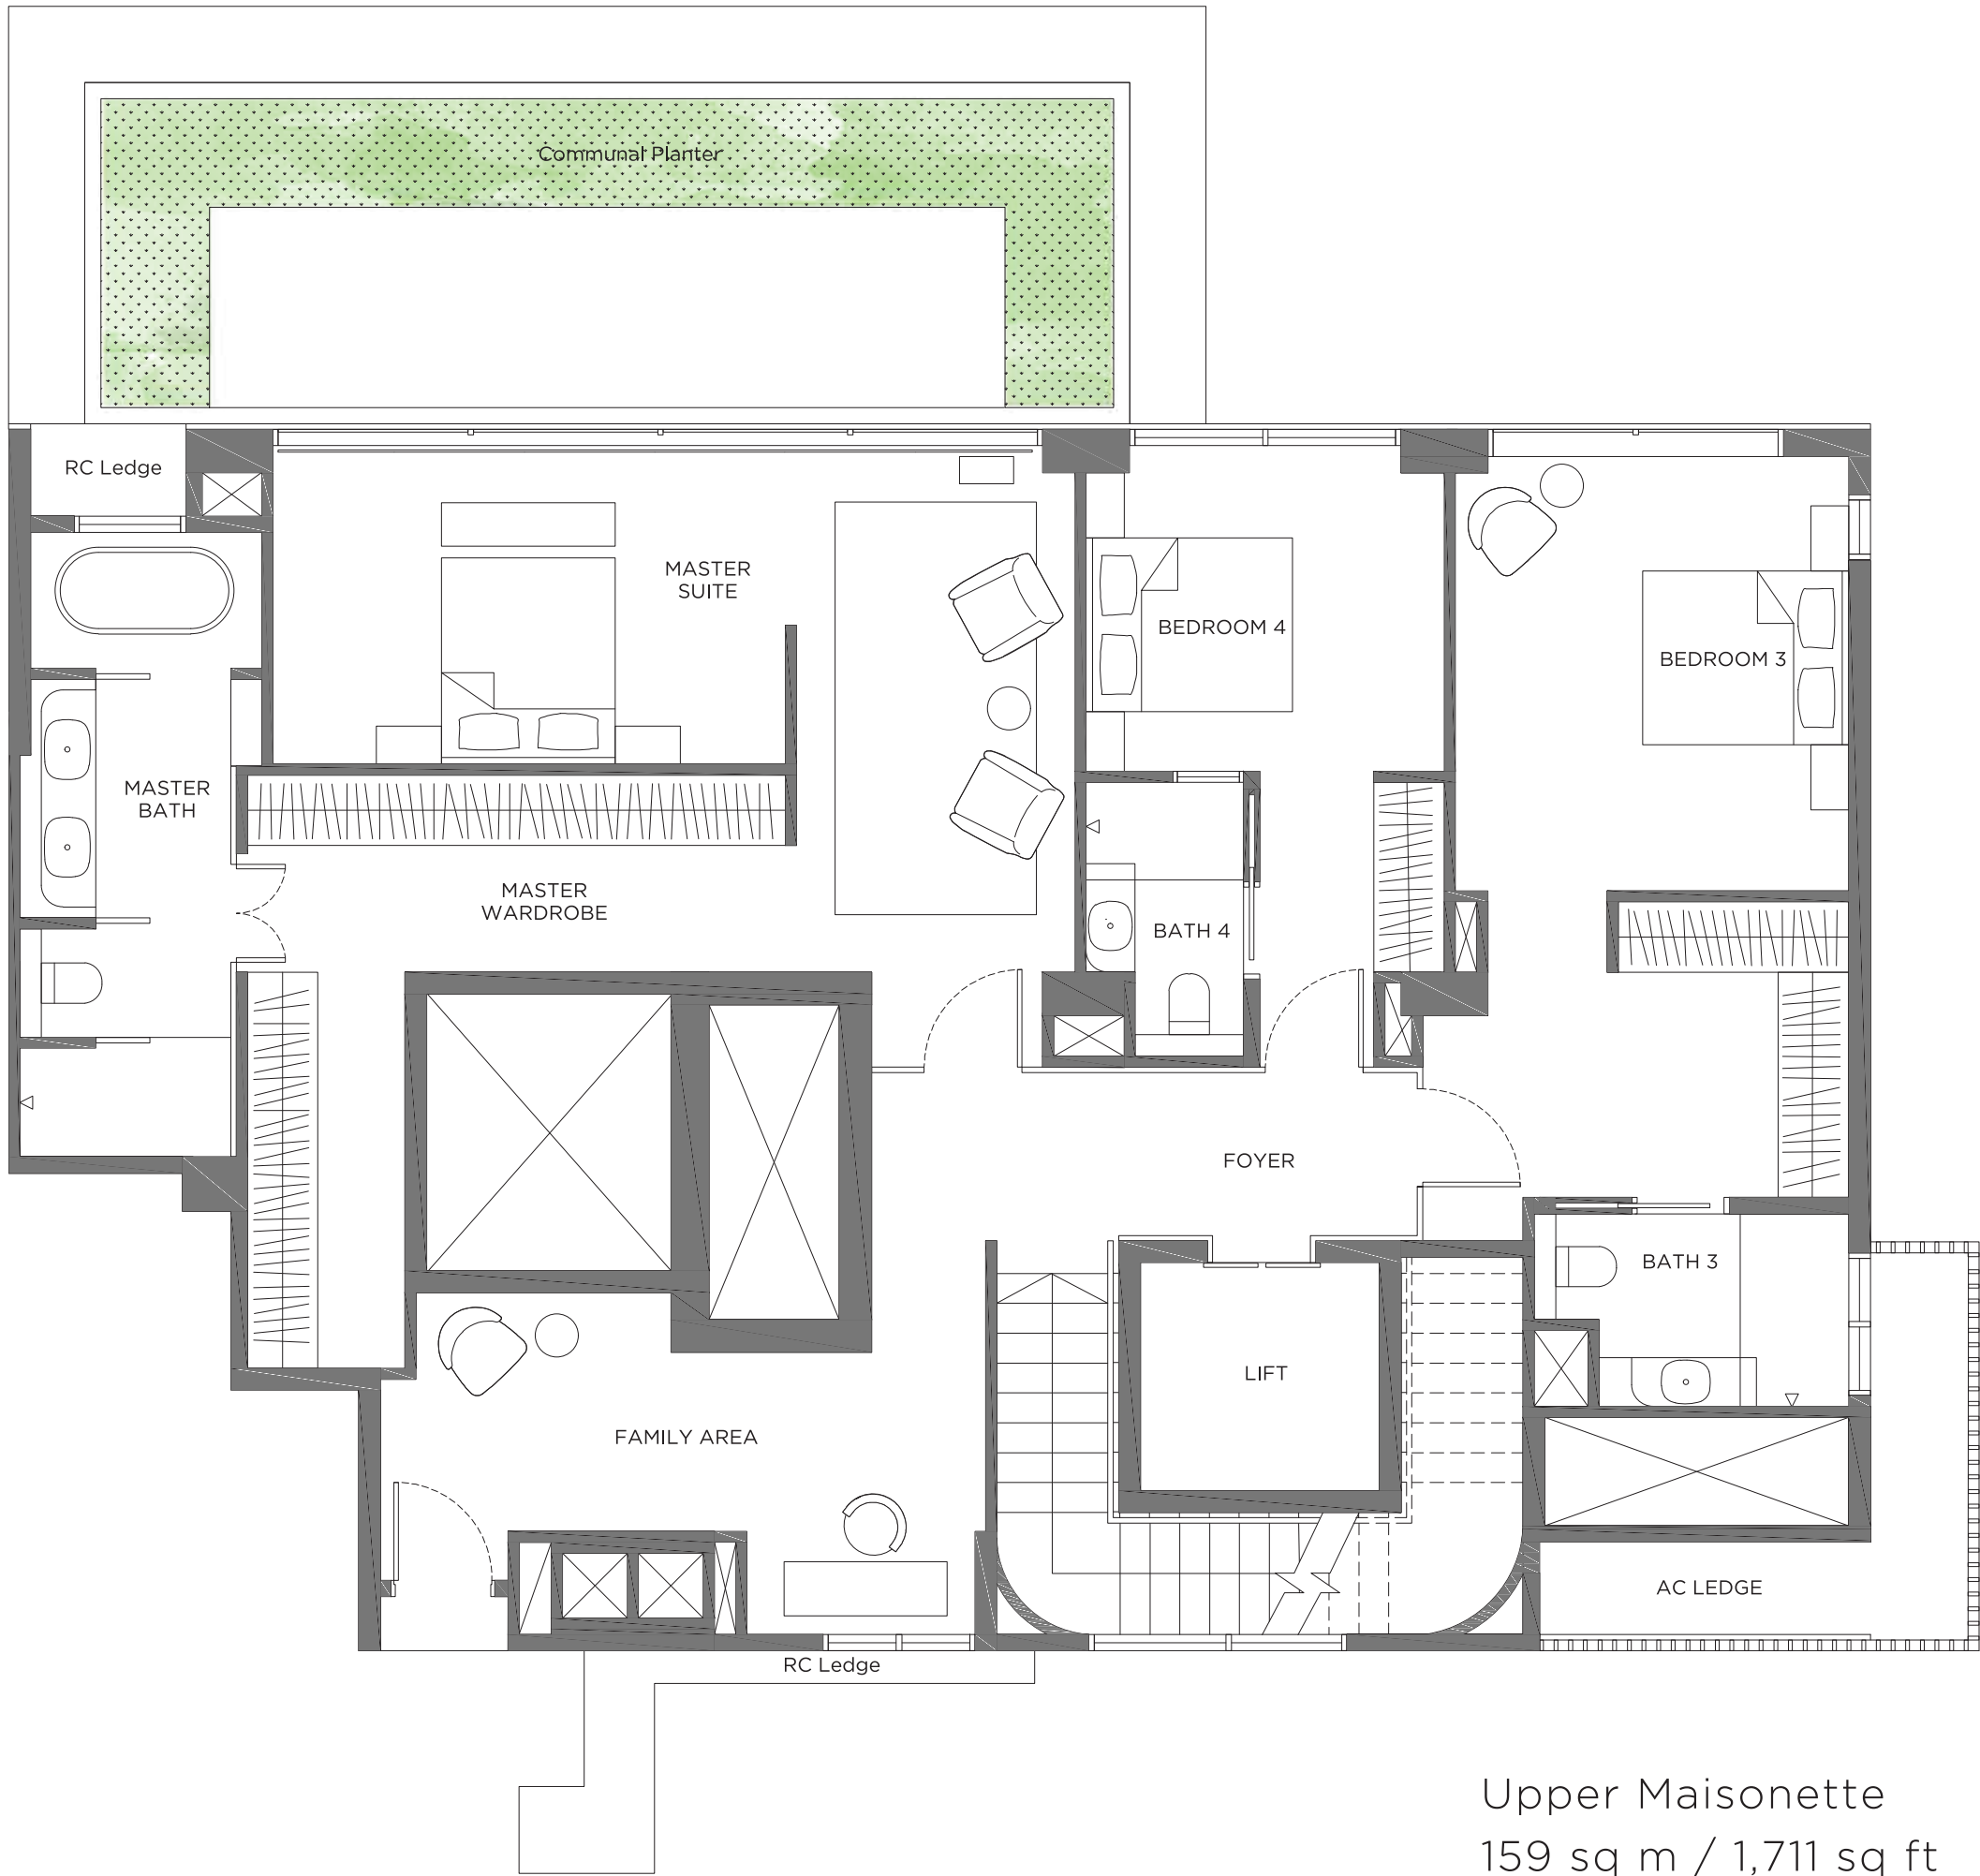 Communal Planter
RC Ledge
MASTER
SUITE
BEDROOM 4
BEDROOM 3
MASTER
BATH
MASTER
WARDROBE
BATH 4
FOYER
BATH 3
LIFT
FAMILY AREA
AC LEDGE
RC Ledge
Upper Maisonette
159 sq m / 1,711 sq ft